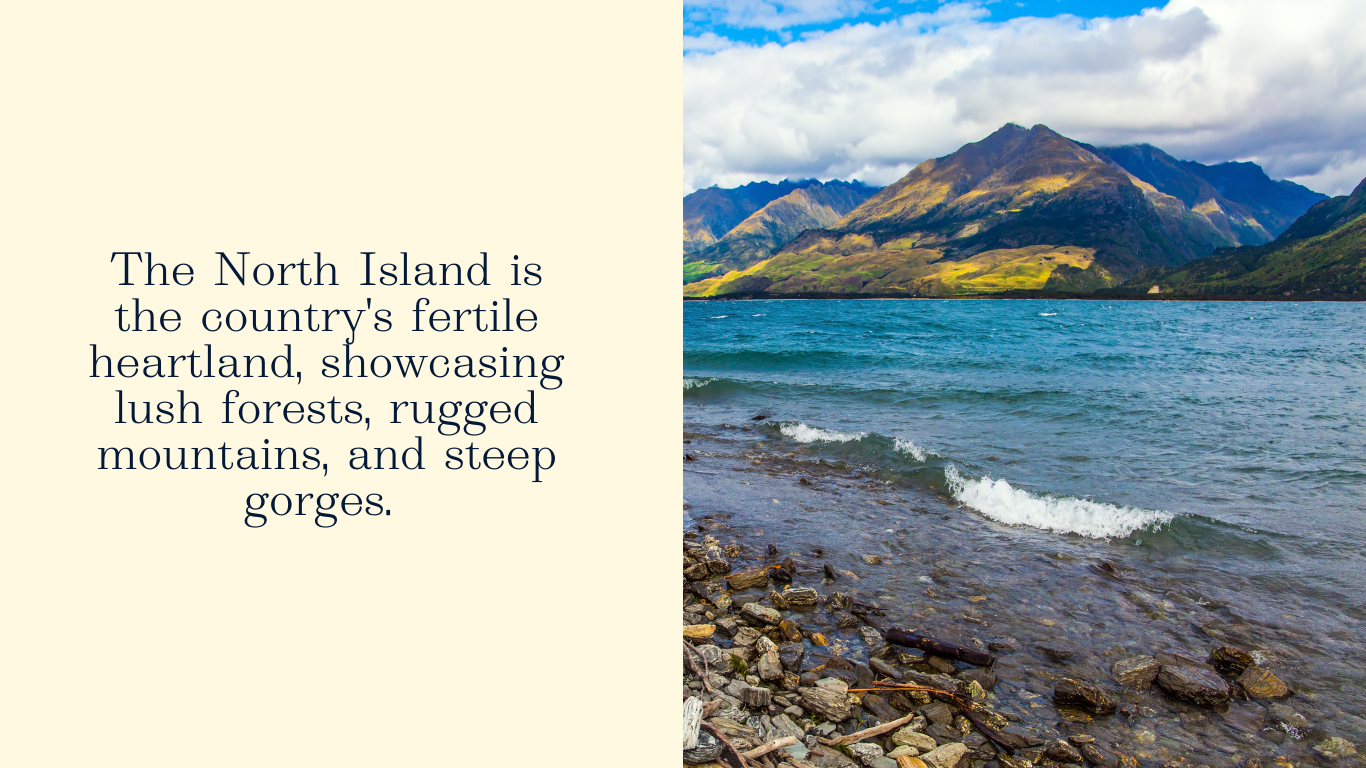 The North Island is
the country's fertile
heartland, showcasing
lush forests, rugged
mountains, and steep
gorges.